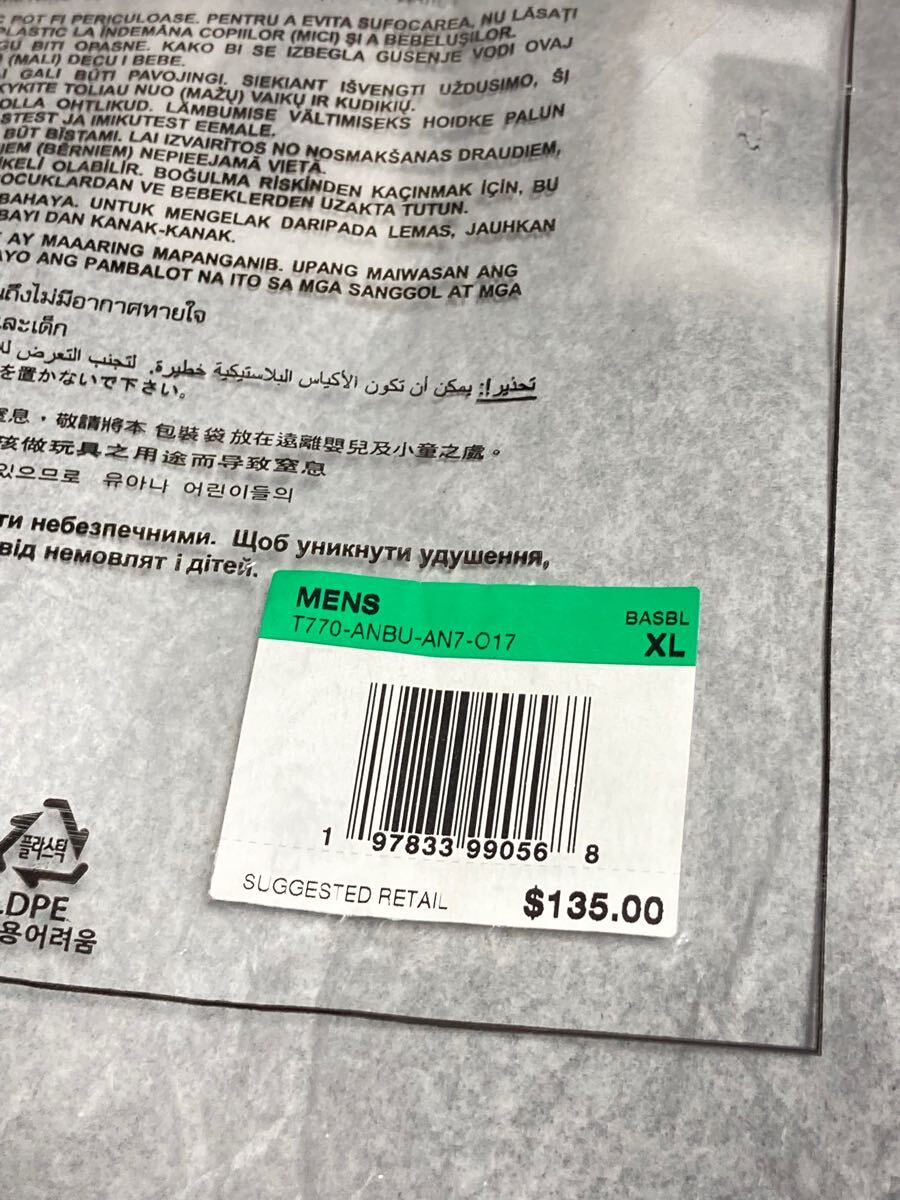 POT FI PERICULOASE. PENTRU A EVITA SUFOCAREA, NU LĂSAȚI
PLASTIC LA ÎNDEMÂNA COPIILOR (MICI) ȘI A BEBELUȘILOR.
BITI OPASNE. KAKO BI SE IZBEGLA GUŠENJE VODI OVAJ
(MALI) DECU I BEBE.
GALI BŪTI PAVOJINGI. SIEKIANT IŠVENGTI UŽDUSIMO, ŠĮ
TOLIAU NUO (MAŽŲ) VAIKŲ IR KUDIKIŲ.
OHTLIKUD. LÄMBUMISE VÄLTIMISEKS HOIDKE PALUN
JA IMIKUTEST EEMALE.
BŪT BĪSTAMI. LAI IZVAIRĪTOS NO NOSMAKŠANAS DRAUDIEM,
(BĒRNIEM) NEPIEEJAMĀ VIETĀ.
OLABİLİR. BOĞULMA RİSKİNDEN KAÇINMAK İÇİN, BU
ÇOCUKLARDAN VE BEBEKLERDEN UZAKTA TUTUN.
BAHAYA. UNTUK MENGELAK DARIPADA LEMAS, JAUHKAN
BAYI DAN KANAK-KANAK.
AY MAAARING MAPANGANIB. UPANG MAIWASAN ANG
ANG PAMBALOT NA ITO SA MGA SANGGOL AT MGA
ถึงไม่มีอากาศหายใจ
และเด็ก
تحذير!: يمكن أن تكون الأكياس البلاستيكية خطيرة. لتجنب التعرض
を置かないで下さい。
窒息，敬請將本 包裝袋 放在遠離嬰兒及小童之處。
孩做玩具之用途而导致窒息
있으므로 유아나 어린이들의
небезпечними. Щоб уникнути удушення,
від немовлят і дітей.
MENS
BASBL
T770-ANBU-AN7-O17
XL
1 97833 99056 8
SUGGESTED RETAIL $135.00
플라스틱
LDPE
용어려움